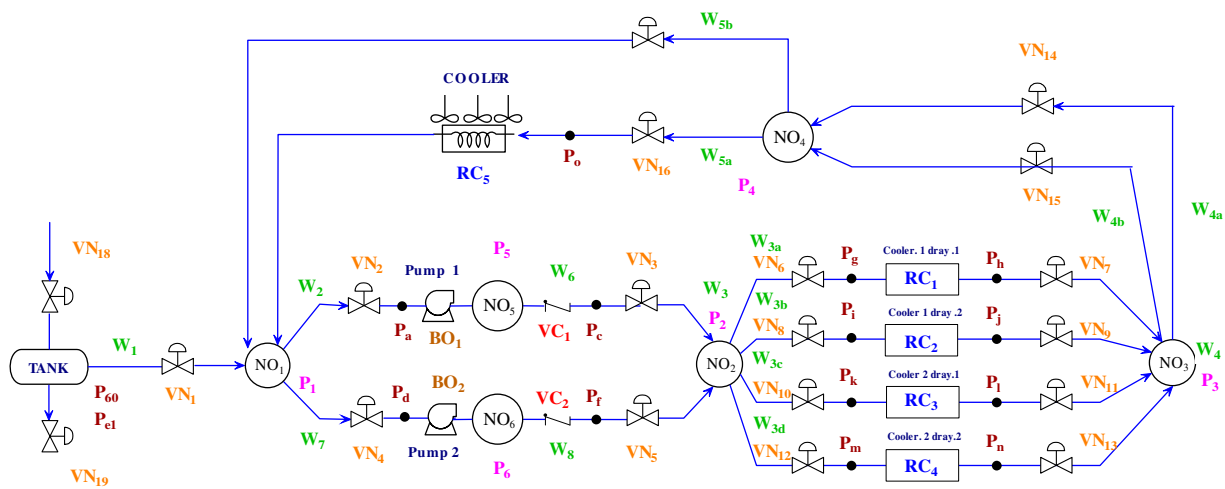 W5b
VN14
COOLER
NO4
Po
VN16
W5a
RC5
P4
VN15
W4b
W4a
VN18
P5
W3a
Cooler. 1 dray.1
VN2
Pump 1
W6
VN3
VN6
Pg
RC1
Ph
VN7
W2
W3
P2
W3b
NO5
Pa
BO1
VC1
Pc
Pi
Cooler 1 dray.2
Pj
W1
VN8
RC2
VN9
W3c
W4
TANK
NO1
NO2
NO3
P60
VN1
P1
Pd
BO2
VC2
Pf
VN10
Pk
Cooler 2 dray.1
Pl
VN11
P3
Pe1
RC3
NO6
W3d
W7
VN4
Pump 2
W8
VN5
VN12
Pm
Cooler. 2 dray.2
Pn
VN13
RC4
P6
VN19